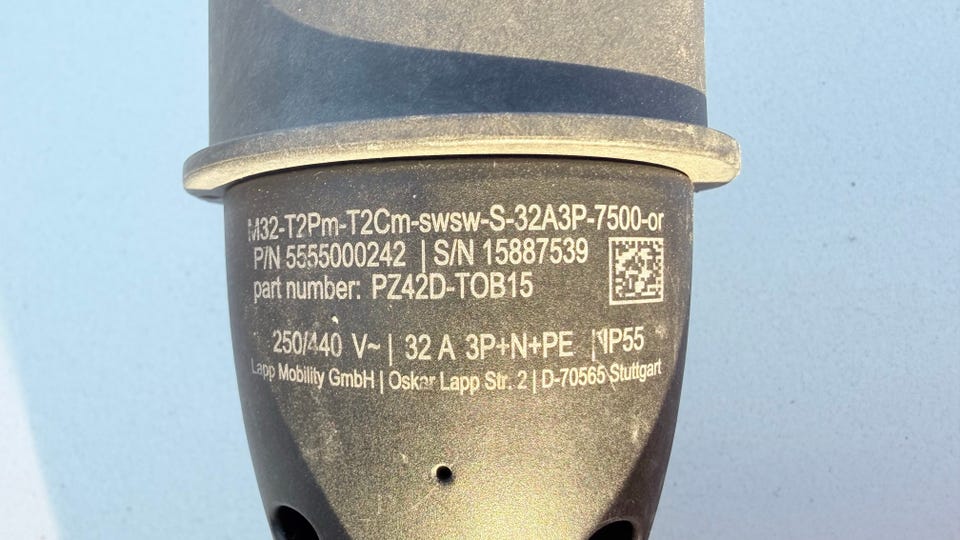 M32-T2Pm-T2Cm-swsw-S-32A3P-7500-or
P/N 5555000242 | S/N 15887539
part number: PZ42D-TOB15
250/440 V~ | 32 A 3P+N+PE | IP55
Lapp Mobility GmbH | Oskar Lapp Str. 2 | D-70565 Stuttgart